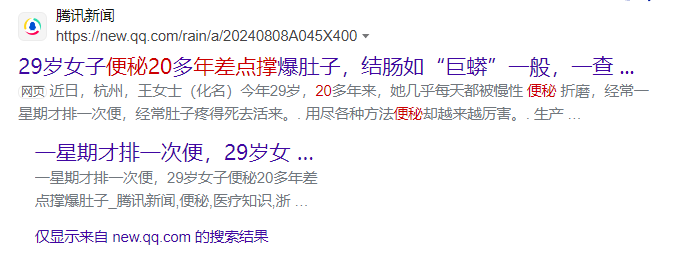 腾讯新闻
https://new.qq.com/rain/a/20240808A045X400
29岁女子便秘20多年差点撑爆肚子，结肠如“巨蟒”一般，一查 ...
网页 近日，杭州，王女士（化名）今年29岁，20多年来，她几乎每天都被慢性 便秘 折磨，经常一
星期才排一次便，经常肚子疼得死去活来。. 用尽各种方法便秘却越来越厉害。. 生产 …
一星期才排一次便，29岁女 ...
一星期才排一次便，29岁女子便秘20多年差
点撑爆肚子_腾讯新闻,便秘,医疗知识,浙 …
仅显示来自 new.qq.com 的搜索结果